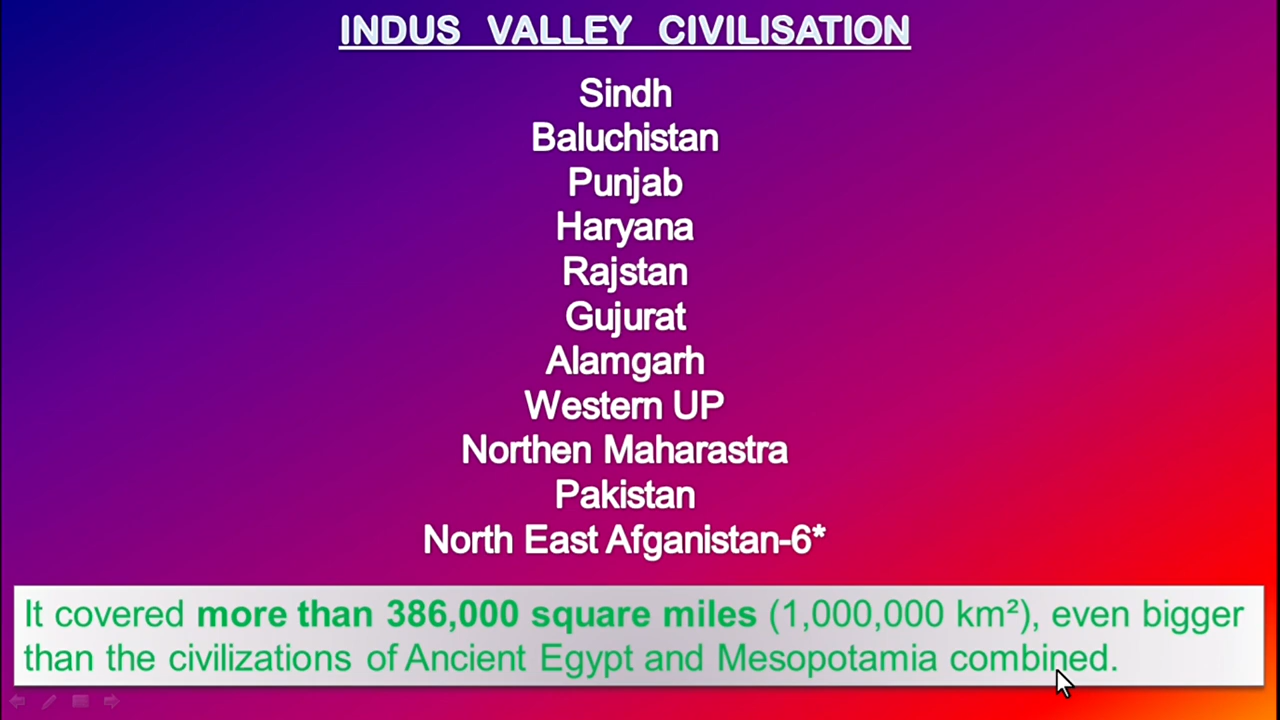 INDUS VALLEY CIVILISATION
Sindh
Baluchistan
Punjab
Haryana
Rajstan
Gujurat
Alamgarh
Western UP
Northen Maharastra
Pakistan
North East Afganistan-6*
It covered more than 386,000 square miles (1,000,000 km²), even bigger
than the civilizations of Ancient Egypt and Mesopotamia combined.